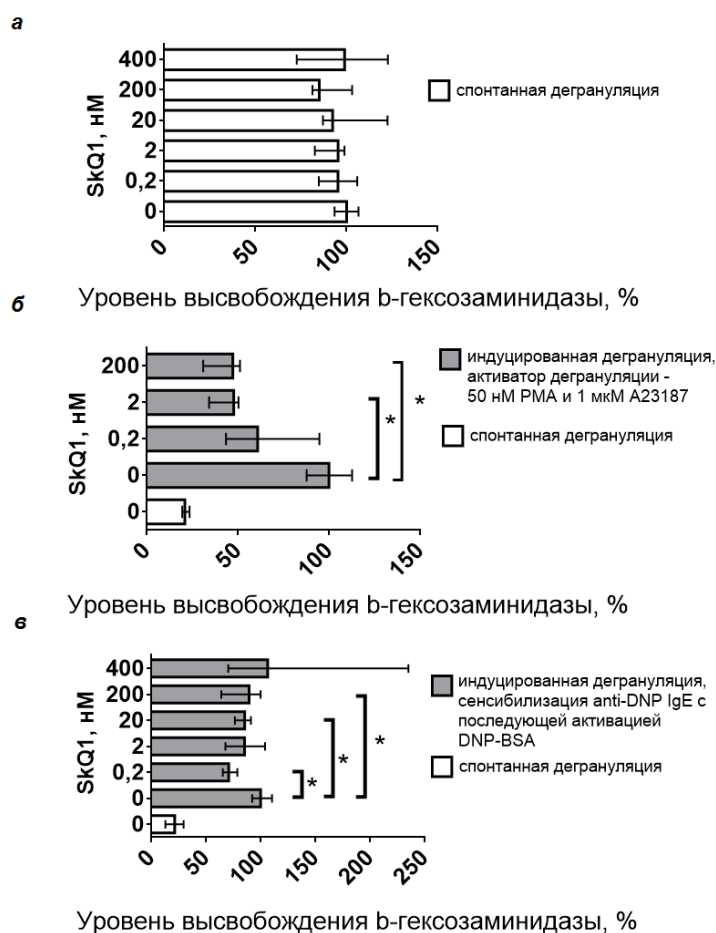 а
400
200
20
2
0,2
0
SkQ1, нМ
0 50 100 150
спонтанная дегрануляция
Уровень высвобождения b-гексозаминидазы, %
б
200
2
0,2
0
0
SkQ1, нМ
0 50 100 150
* *
индуцированная дегрануляция,
активатор дегрануляции -
50 нМ PMA и 1 мкМ А23187
спонтанная дегрануляция
Уровень высвобождения b-гексозаминидазы, %
в
400
200
20
2
0,2
0
0
SkQ1, нМ
0 50 100 150 200 250
* * *
индуцированная дегрануляция,
сенсибилизация anti-DNP IgE с
последующей активацией
DNP-BSA
спонтанная дегрануляция
Уровень высвобождения b-гексозаминидазы, %